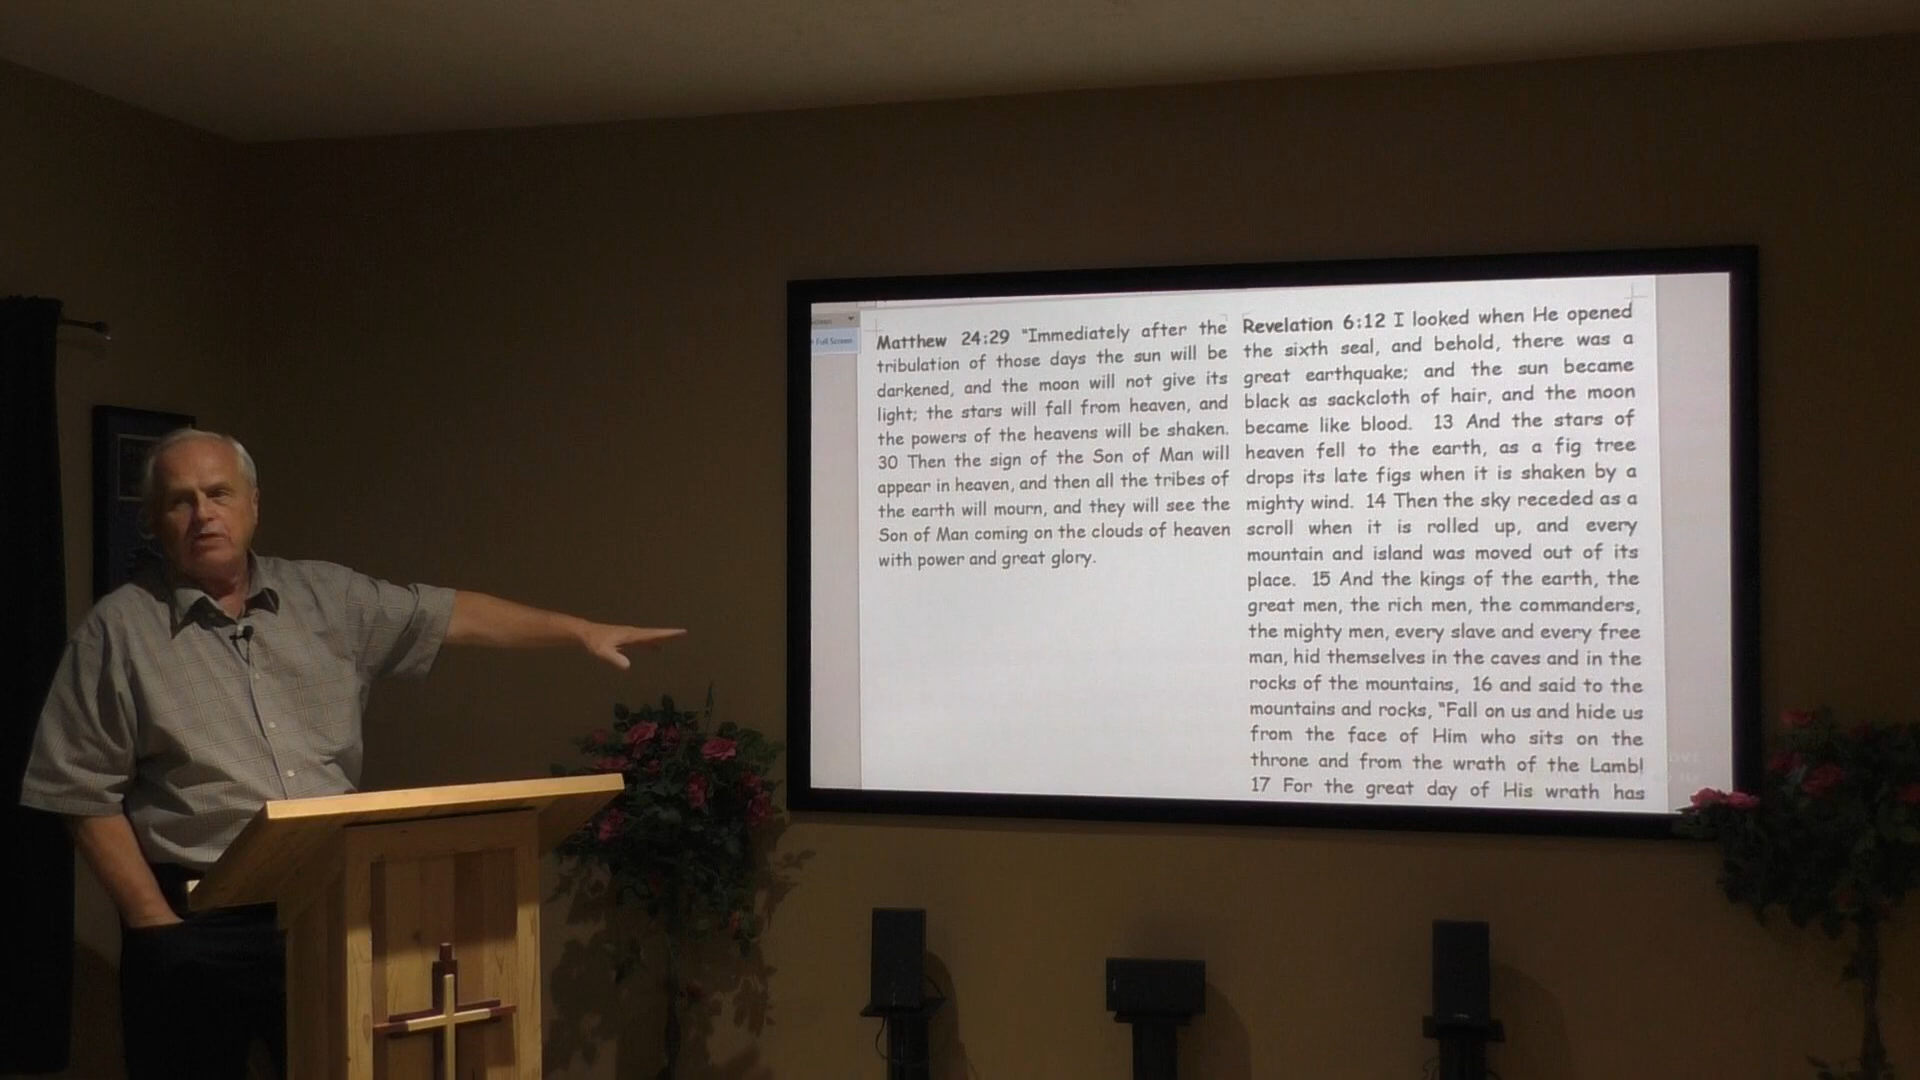 Full Screen
Matthew 24:29 "Immediately after the
tribulation of those days the sun will be
darkened, and the moon will not give its
light; the stars will fall from heaven, and
the powers of the heavens will be shaken.
30 Then the sign of the Son of Man will
appear in heaven, and then all the tribes of
the earth will mourn, and they will see the
Son of Man coming on the clouds of heaven
with power and great glory.
Revelation 6:12 I looked when He opened
the sixth seal, and behold, there was a
great earthquake; and the sun became
black as sackcloth of hair, and the moon
became like blood. 13 And the stars of
heaven fell to the earth, as a fig tree
drops its late figs when it is shaken by a
mighty wind. 14 Then the sky receded as a
scroll when it is rolled up, and every
mountain and island was moved out of its
place. 15 And the kings of the earth, the
great men, the rich men, the commanders,
the mighty men, every slave and every free
man, hid themselves in the caves and in the
rocks of the mountains, 16 and said to the
mountains and rocks, "Fall on us and hide us
from the face of Him who sits on the
throne and from the wrath of the Lamb!
17 For the great day of His wrath has